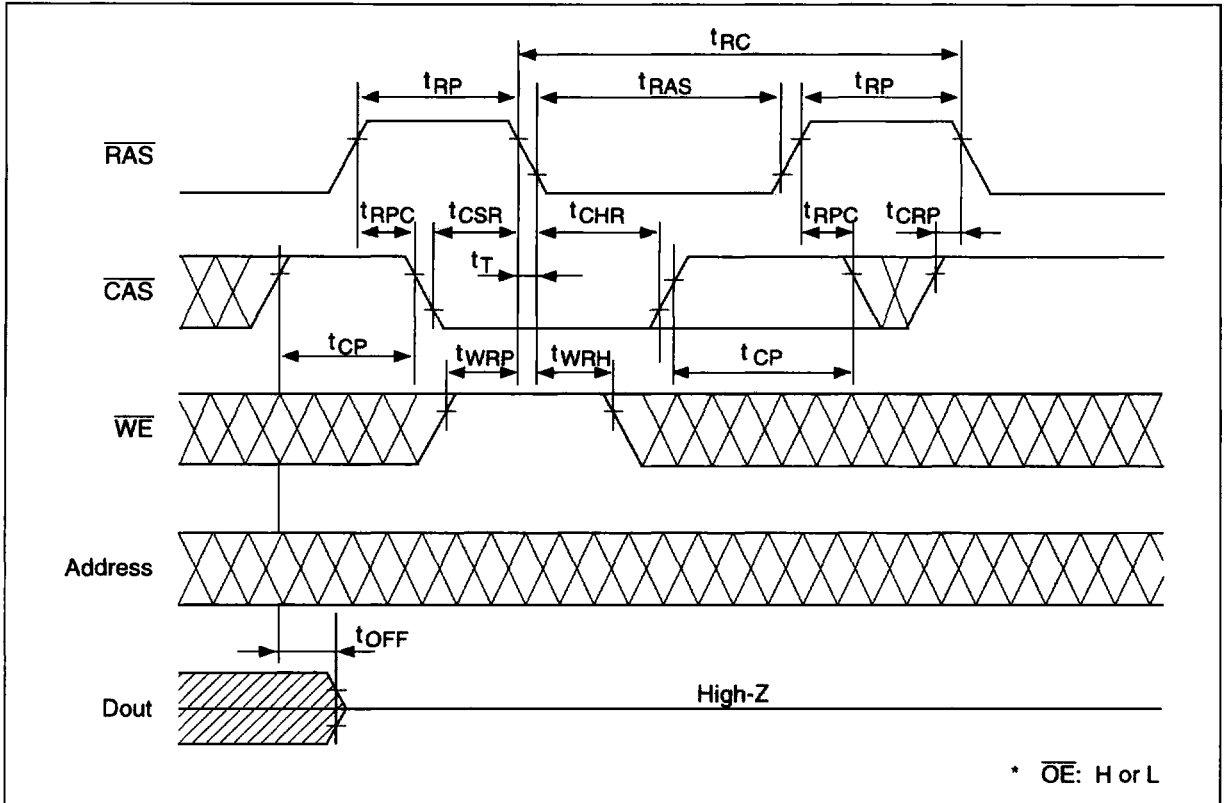 tRC
tRP
tRAS
tRP
RAS
tRPC
tCSR
tCHR
tRPC
tCRP
tT
CAS
tCP
tWRP
tWRH
tCP
WE
Address
tOFF
Dout
High-Z
* OE: H or L